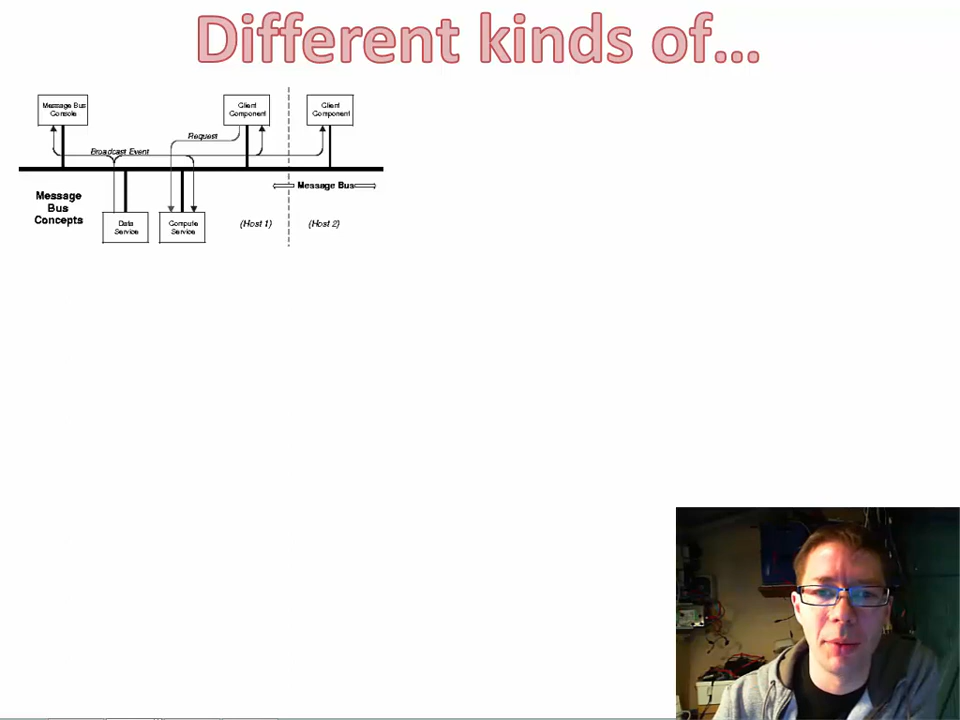 Different kinds of...
Message Bus
Console
Client
Component
Client
Component
Request
Broadcast Event
Message Bus
Message
Bus
Concepts
Data
Service
Compute
Service
(Host 1)
(Host 2)